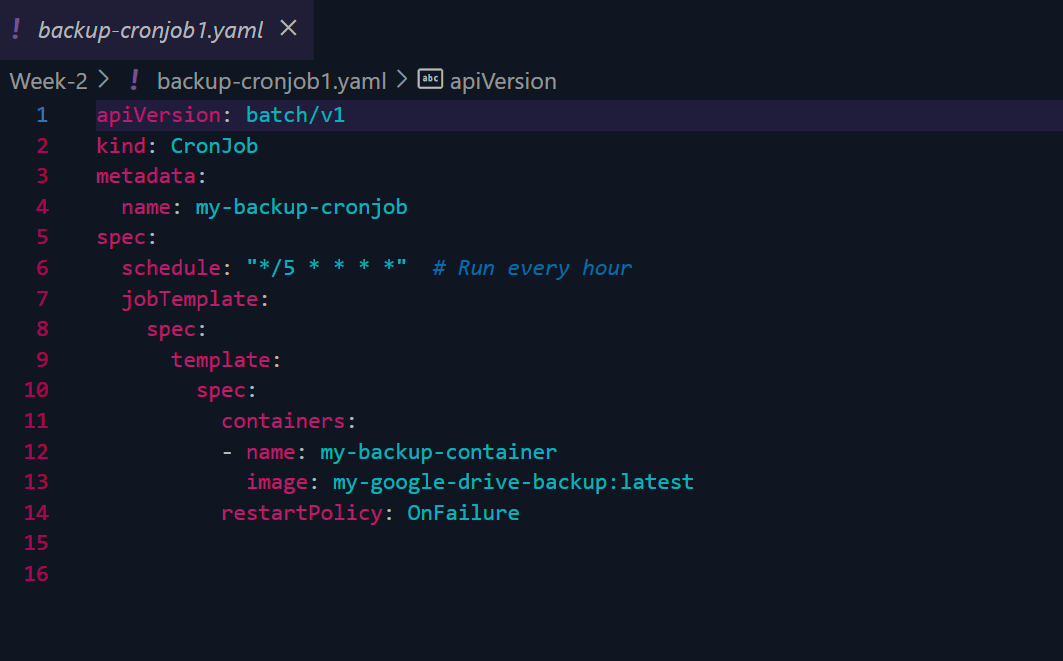 ! backup-cronjob1.yaml ×
Week-2 > ! backup-cronjob1.yaml > abc apiVersion
1 apiVersion: batch/v1
2 kind: CronJob
3 metadata:
4   name: my-backup-cronjob
5 spec:
6   schedule: "*/5 * * * *"  # Run every hour
7   jobTemplate:
8     spec:
9       template:
10         spec:
11           containers:
12           - name: my-backup-container
13             image: my-google-drive-backup:latest
14           restartPolicy: OnFailure
15
16